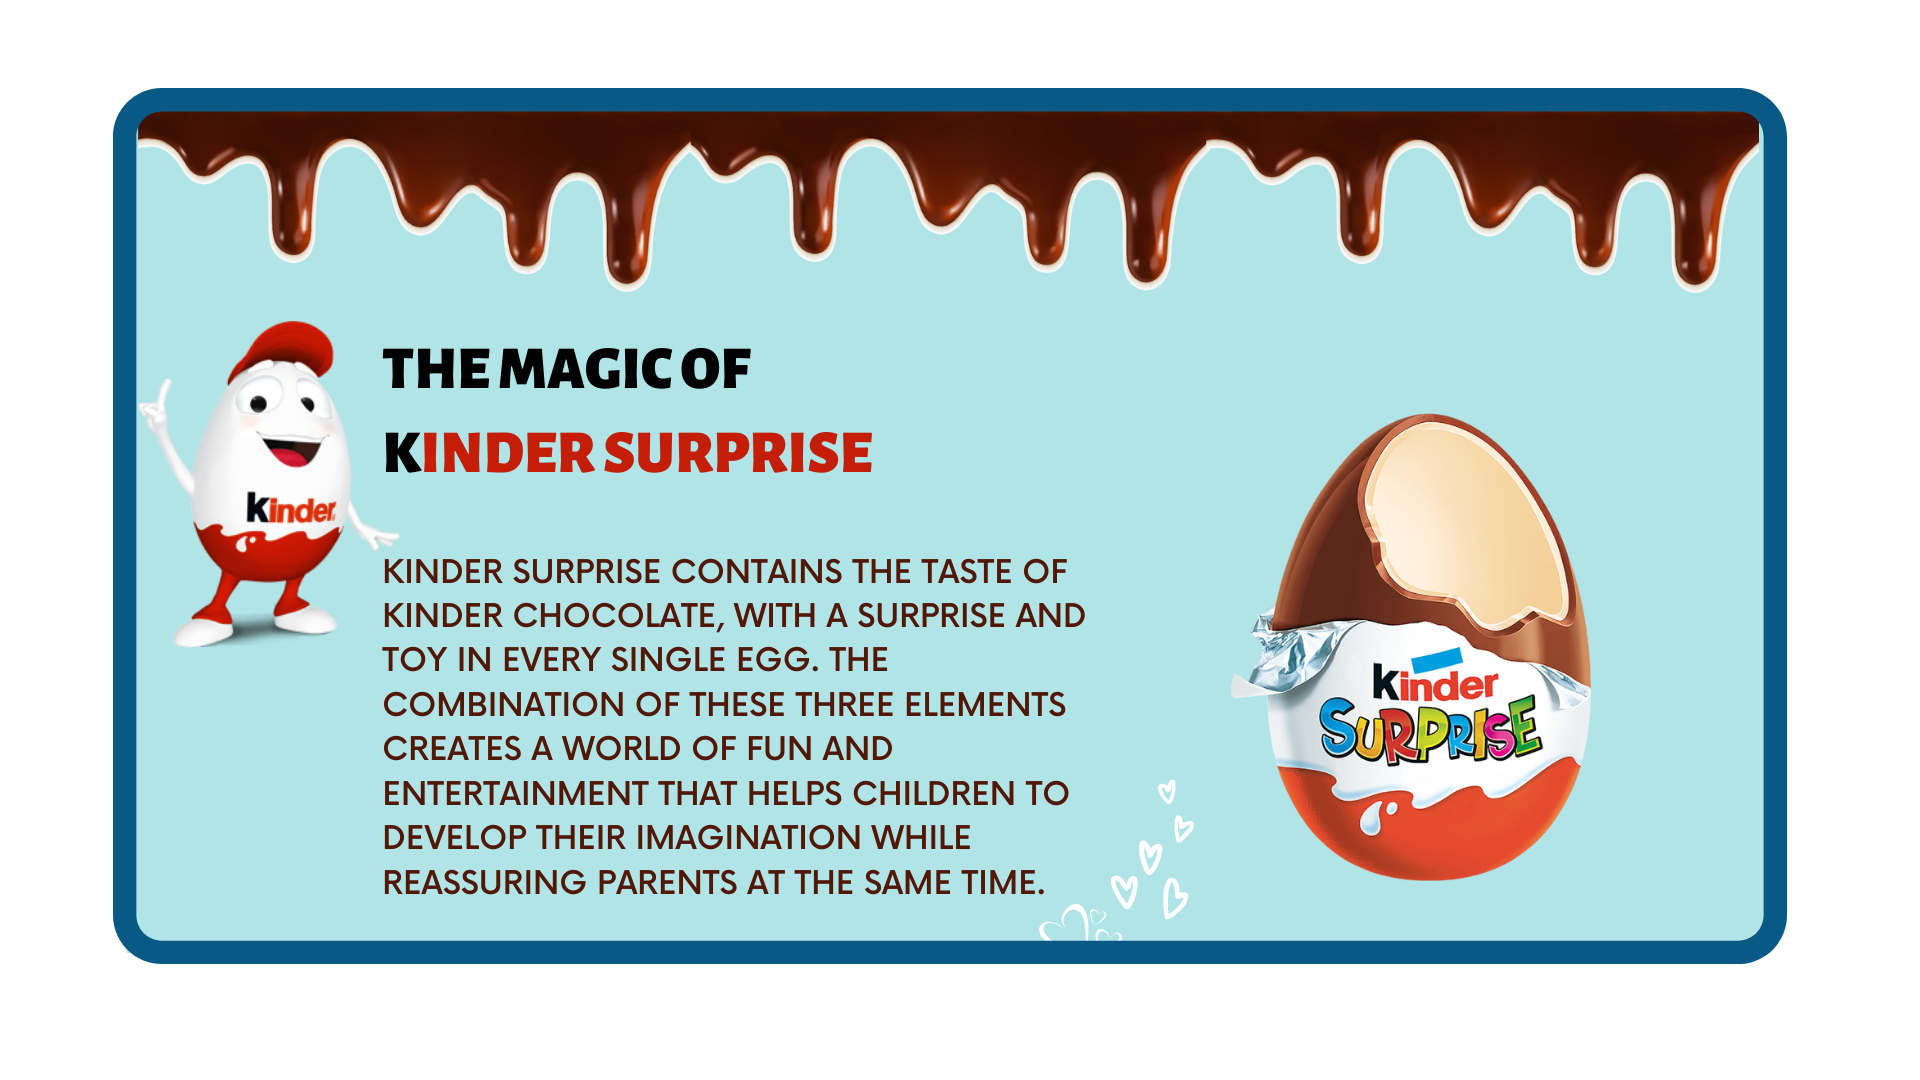 THE MAGIC OF
KINDER SURPRISE
kinder
KINDER SURPRISE CONTAINS THE TASTE OF
KINDER CHOCOLATE, WITH A SURPRISE AND
TOY IN EVERY SINGLE EGG. THE
COMBINATION OF THESE THREE ELEMENTS
CREATES A WORLD OF FUN AND
ENTERTAINMENT THAT HELPS CHILDREN TO
DEVELOP THEIR IMAGINATION WHILE
REASSURING PARENTS AT THE SAME TIME.
kinder
SURPRISE